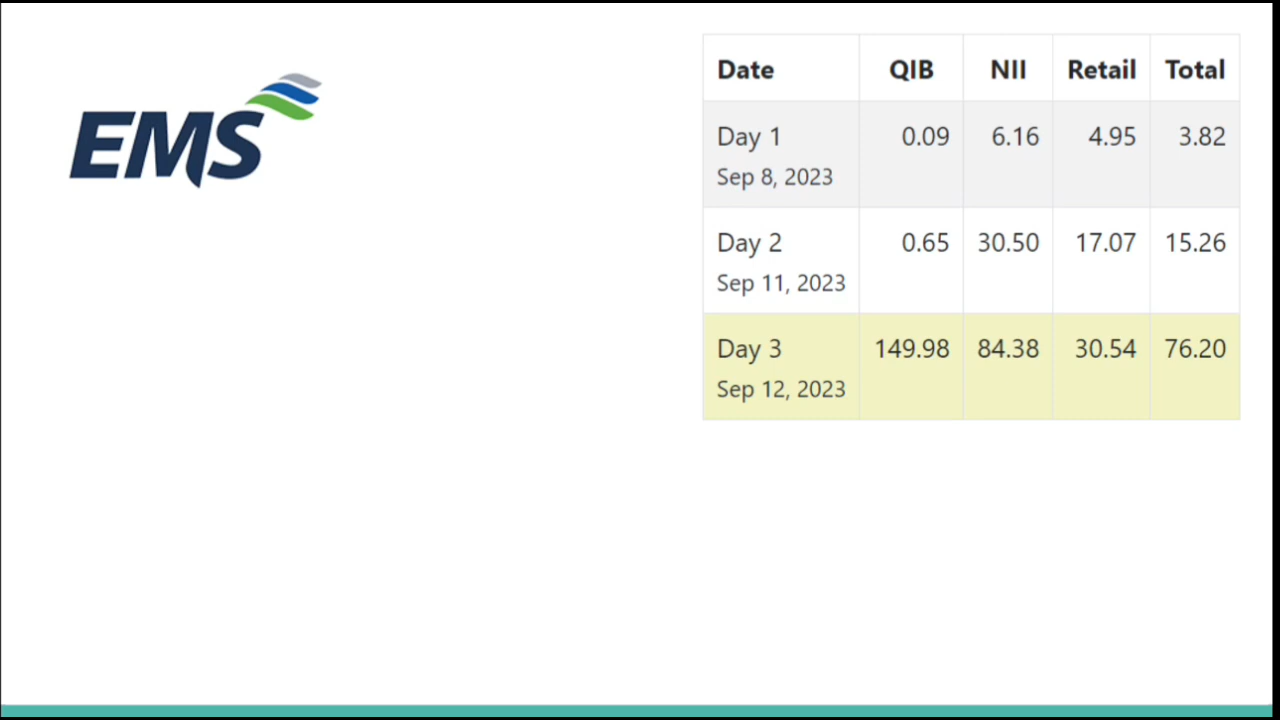 EMS
Date QIB NII Retail Total
Day 1 0.09 6.16 4.95 3.82
Sep 8, 2023
Day 2 0.65 30.50 17.07 15.26
Sep 11, 2023
Day 3 149.98 84.38 30.54 76.20
Sep 12, 2023